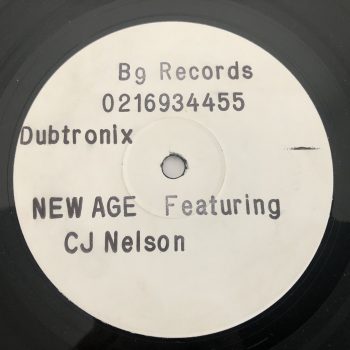 Bg Records
0216934455
Dubtronix
NEW AGE Featuring
CJ Nelson